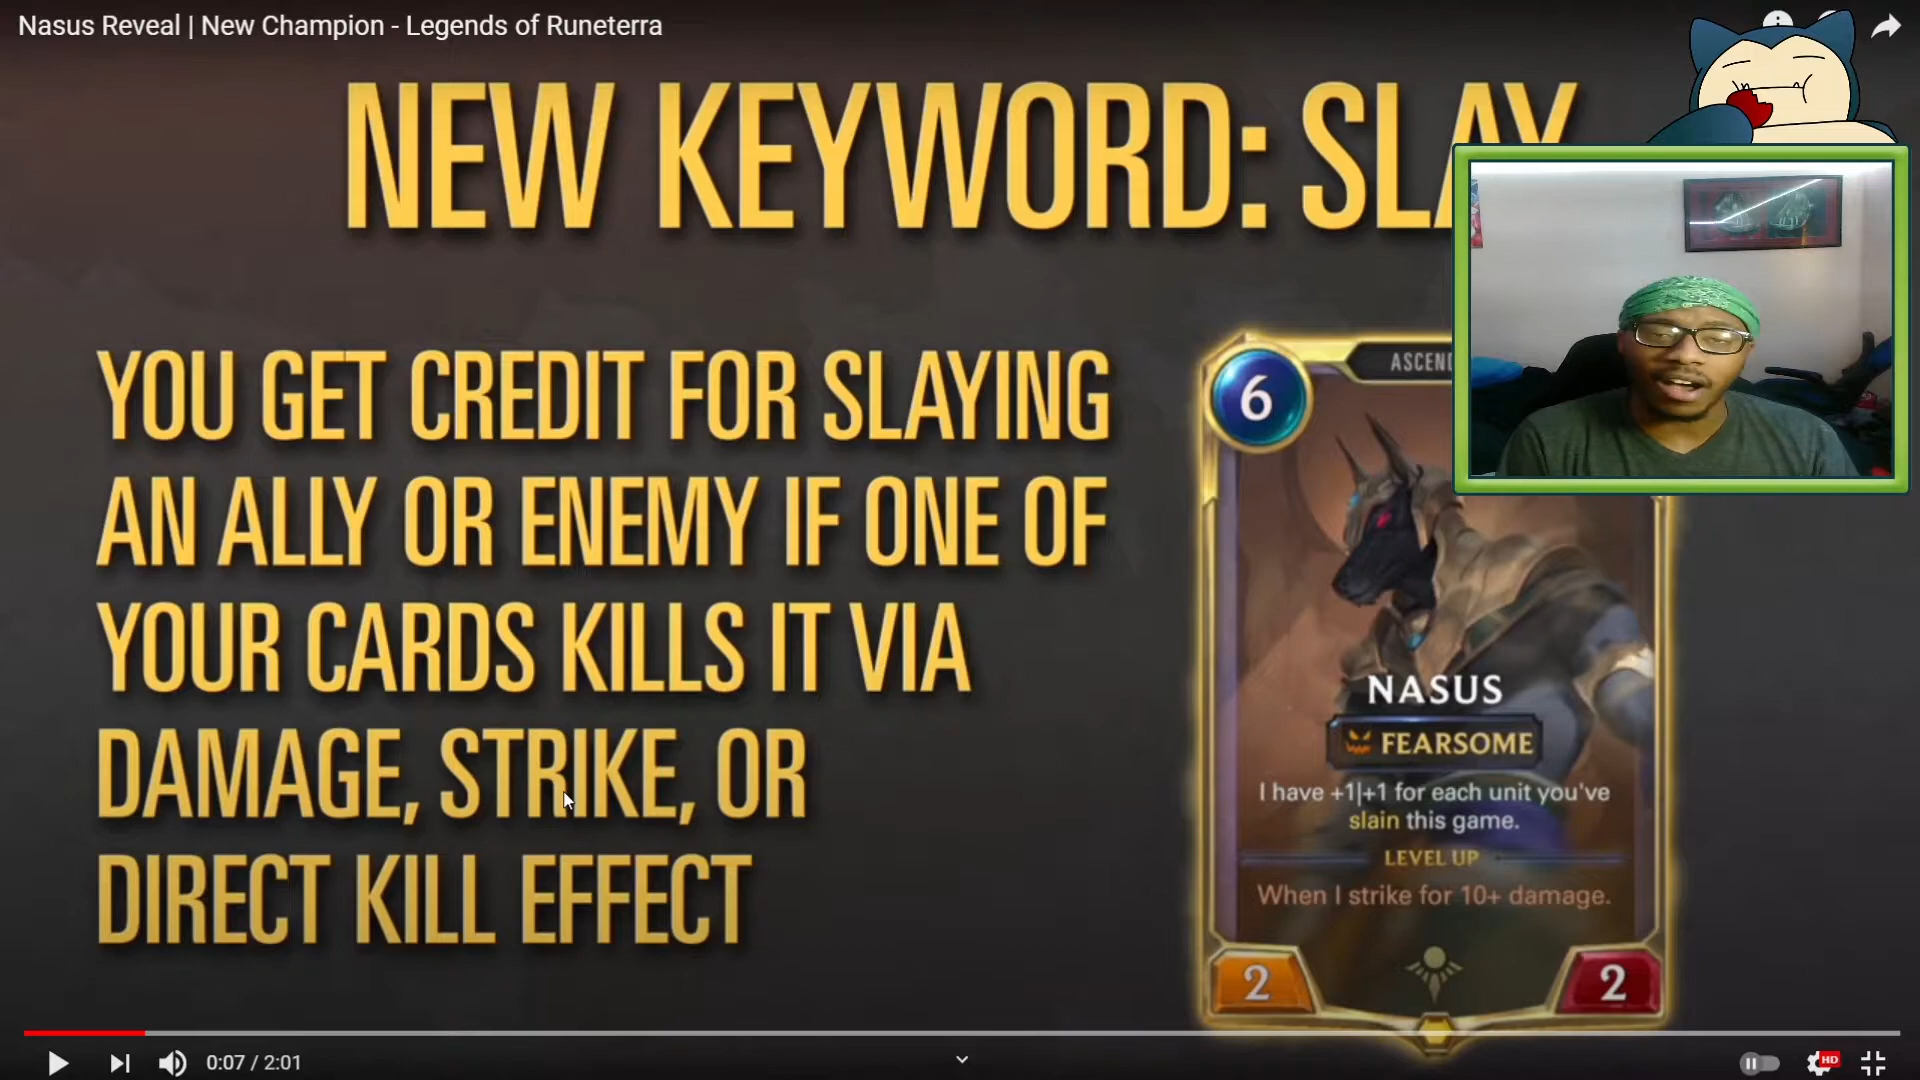 Nasus Reveal | New Champion - Legends of Runeterra
NEW KEYWORD: SLAY
YOU GET CREDIT FOR SLAYING
AN ALLY OR ENEMY IF ONE OF
YOUR CARDS KILLS IT VIA
DAMAGE, STRIKE, OR
DIRECT KILL EFFECT
6
ASCEND
NASUS
FEARSOME
I have +1|+1 for each unit you've
slain this game.
LEVEL UP
When I strike for 10+ damage.
2
2
0:07 / 2:01
HD